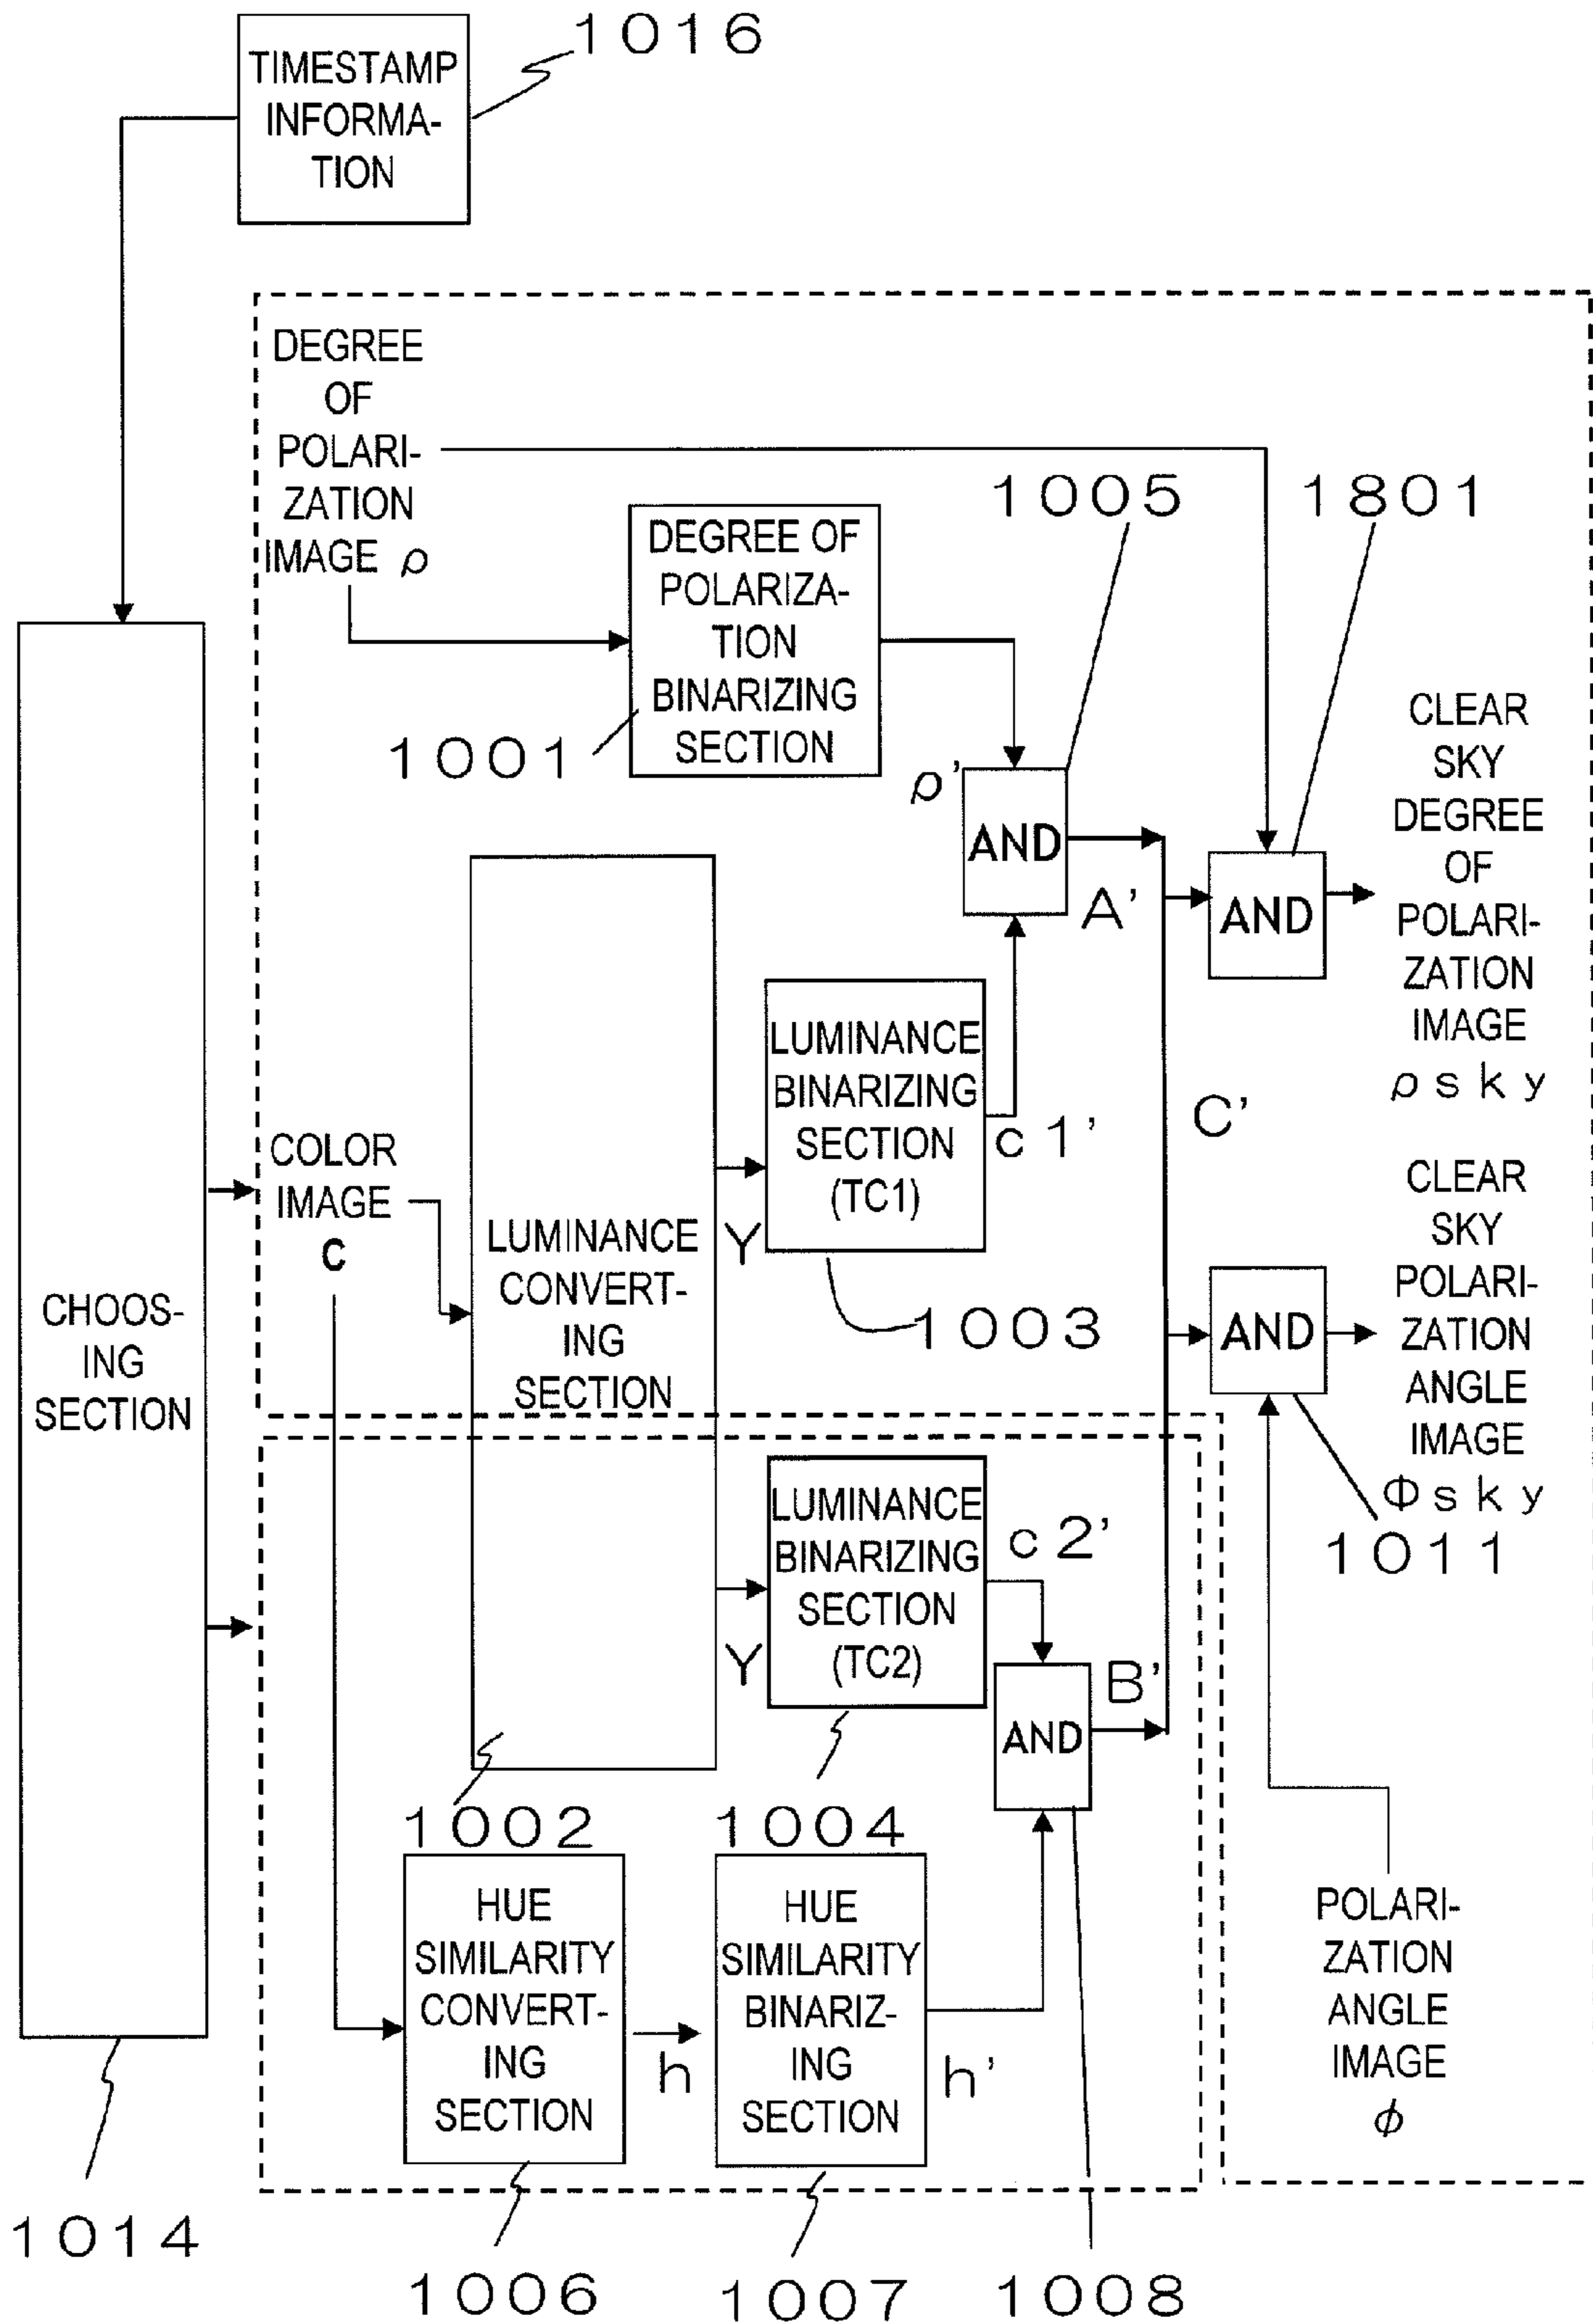 1016
TIMESTAMP
INFORMA-
TION
DEGREE
OF
POLARI-
ZATION
IMAGE ρ
1005
1801
DEGREE OF
POLARIZA-
TION
BINARIZING
SECTION
1001
ρ'
AND
A'
AND
CLEAR
SKY
DEGREE
OF
POLARI-
ZATION
IMAGE
ρsky
LUMINANCE
BINARIZING
SECTION
(TC1)
c1'
C'
COLOR
IMAGE
C
LUMINANCE
CONVERT-
ING
SECTION
Y
1003
CHOOS-
ING
SECTION
AND
CLEAR
SKY
POLARI-
ZATION
ANGLE
IMAGE
Φsky
1011
LUMINANCE
BINARIZING
SECTION
(TC2)
c2'
Y
B'
AND
1002
1004
HUE
SIMILARITY
CONVERT-
ING
SECTION
h
HUE
SIMILARITY
BINARIZ-
ING
SECTION
h'
POLARI-
ZATION
ANGLE
IMAGE
ϕ
1014
1006
1007
1008